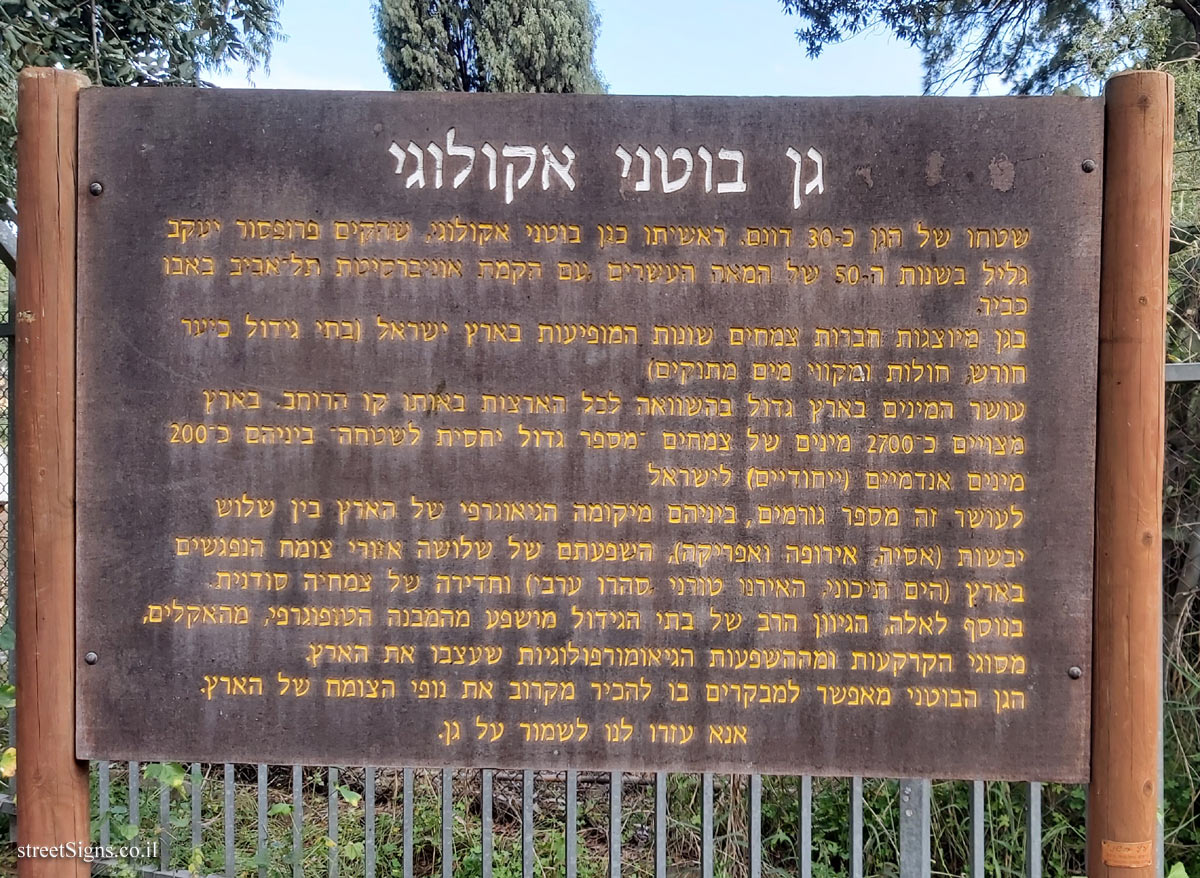 גן בוטני אקולוגי
שטחו של הגן כ-30 דונם. ראשיתו כגן בוטני אקולוגי, שהקים פרופסור יעקב
גליל בשנות ה-50 של המאה העשרים עם הקמת אוניברסיטת תל-אביב באבו
כביר.
בגן מיוצגות חברות צמחים שונות המופיעות בארץ ישראל (בתי גידול כיער
חורש, חולות ומקווי מים מתוקים)
עושר המינים בארץ גדול בהשוואה לכל הארצות באותו קו הרוחב. בארץ
מצויים כ-2700 מינים של צמחים -מספר גדול יחסית לשטחה- ביניהם כ-200
מינים אנדמיים (ייחודיים) לישראל
לעושר זה מספר גורמים, ביניהם מיקומה הגיאוגרפי של הארץ בין שלוש
יבשות (אסיה, אירופה ואפריקה), השפעתם של שלושה אזורי צומח הנפגשים
בארץ (הים תיכוני, האירנו טורני סהרו ערבי) וחדירה של צמחיה סודנית.
בנוסף לאלה, הגיוון הרב של בתי הגידול מושפע מהמבנה הטופוגרפי, מהאקלים,
מסוגי הקרקעות ומההשפעות הגיאומורפולוגיות שעצבו את הארץ.
הגן הבוטני מאפשר למבקרים בו להכיר מקרוב את נופי הצומח של הארץ.
אנא עזרו לנו לשמור על גן.
streetSigns.co.il